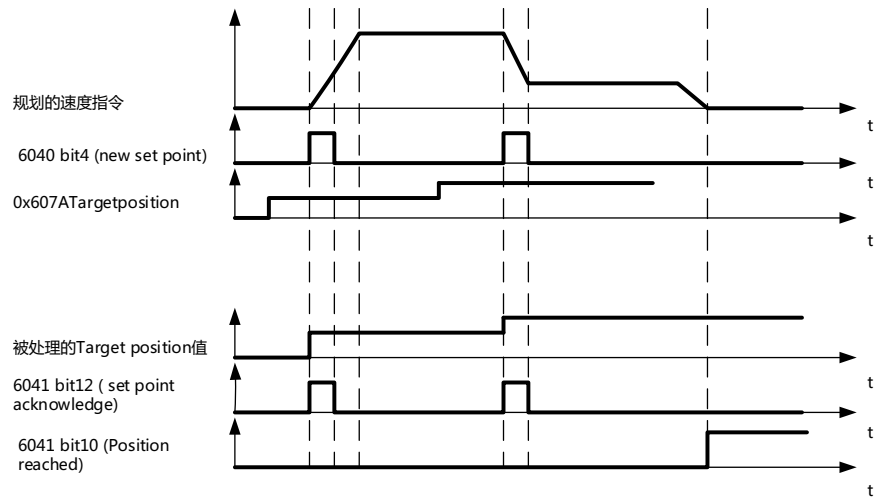 规划的速度指令
t
6040 bit4 (new set point)
t
0x607ATargetposition
t
被处理的Target position值
t
6041 bit12 ( set point
acknowledge)
t
6041 bit10 (Position
reached)
t